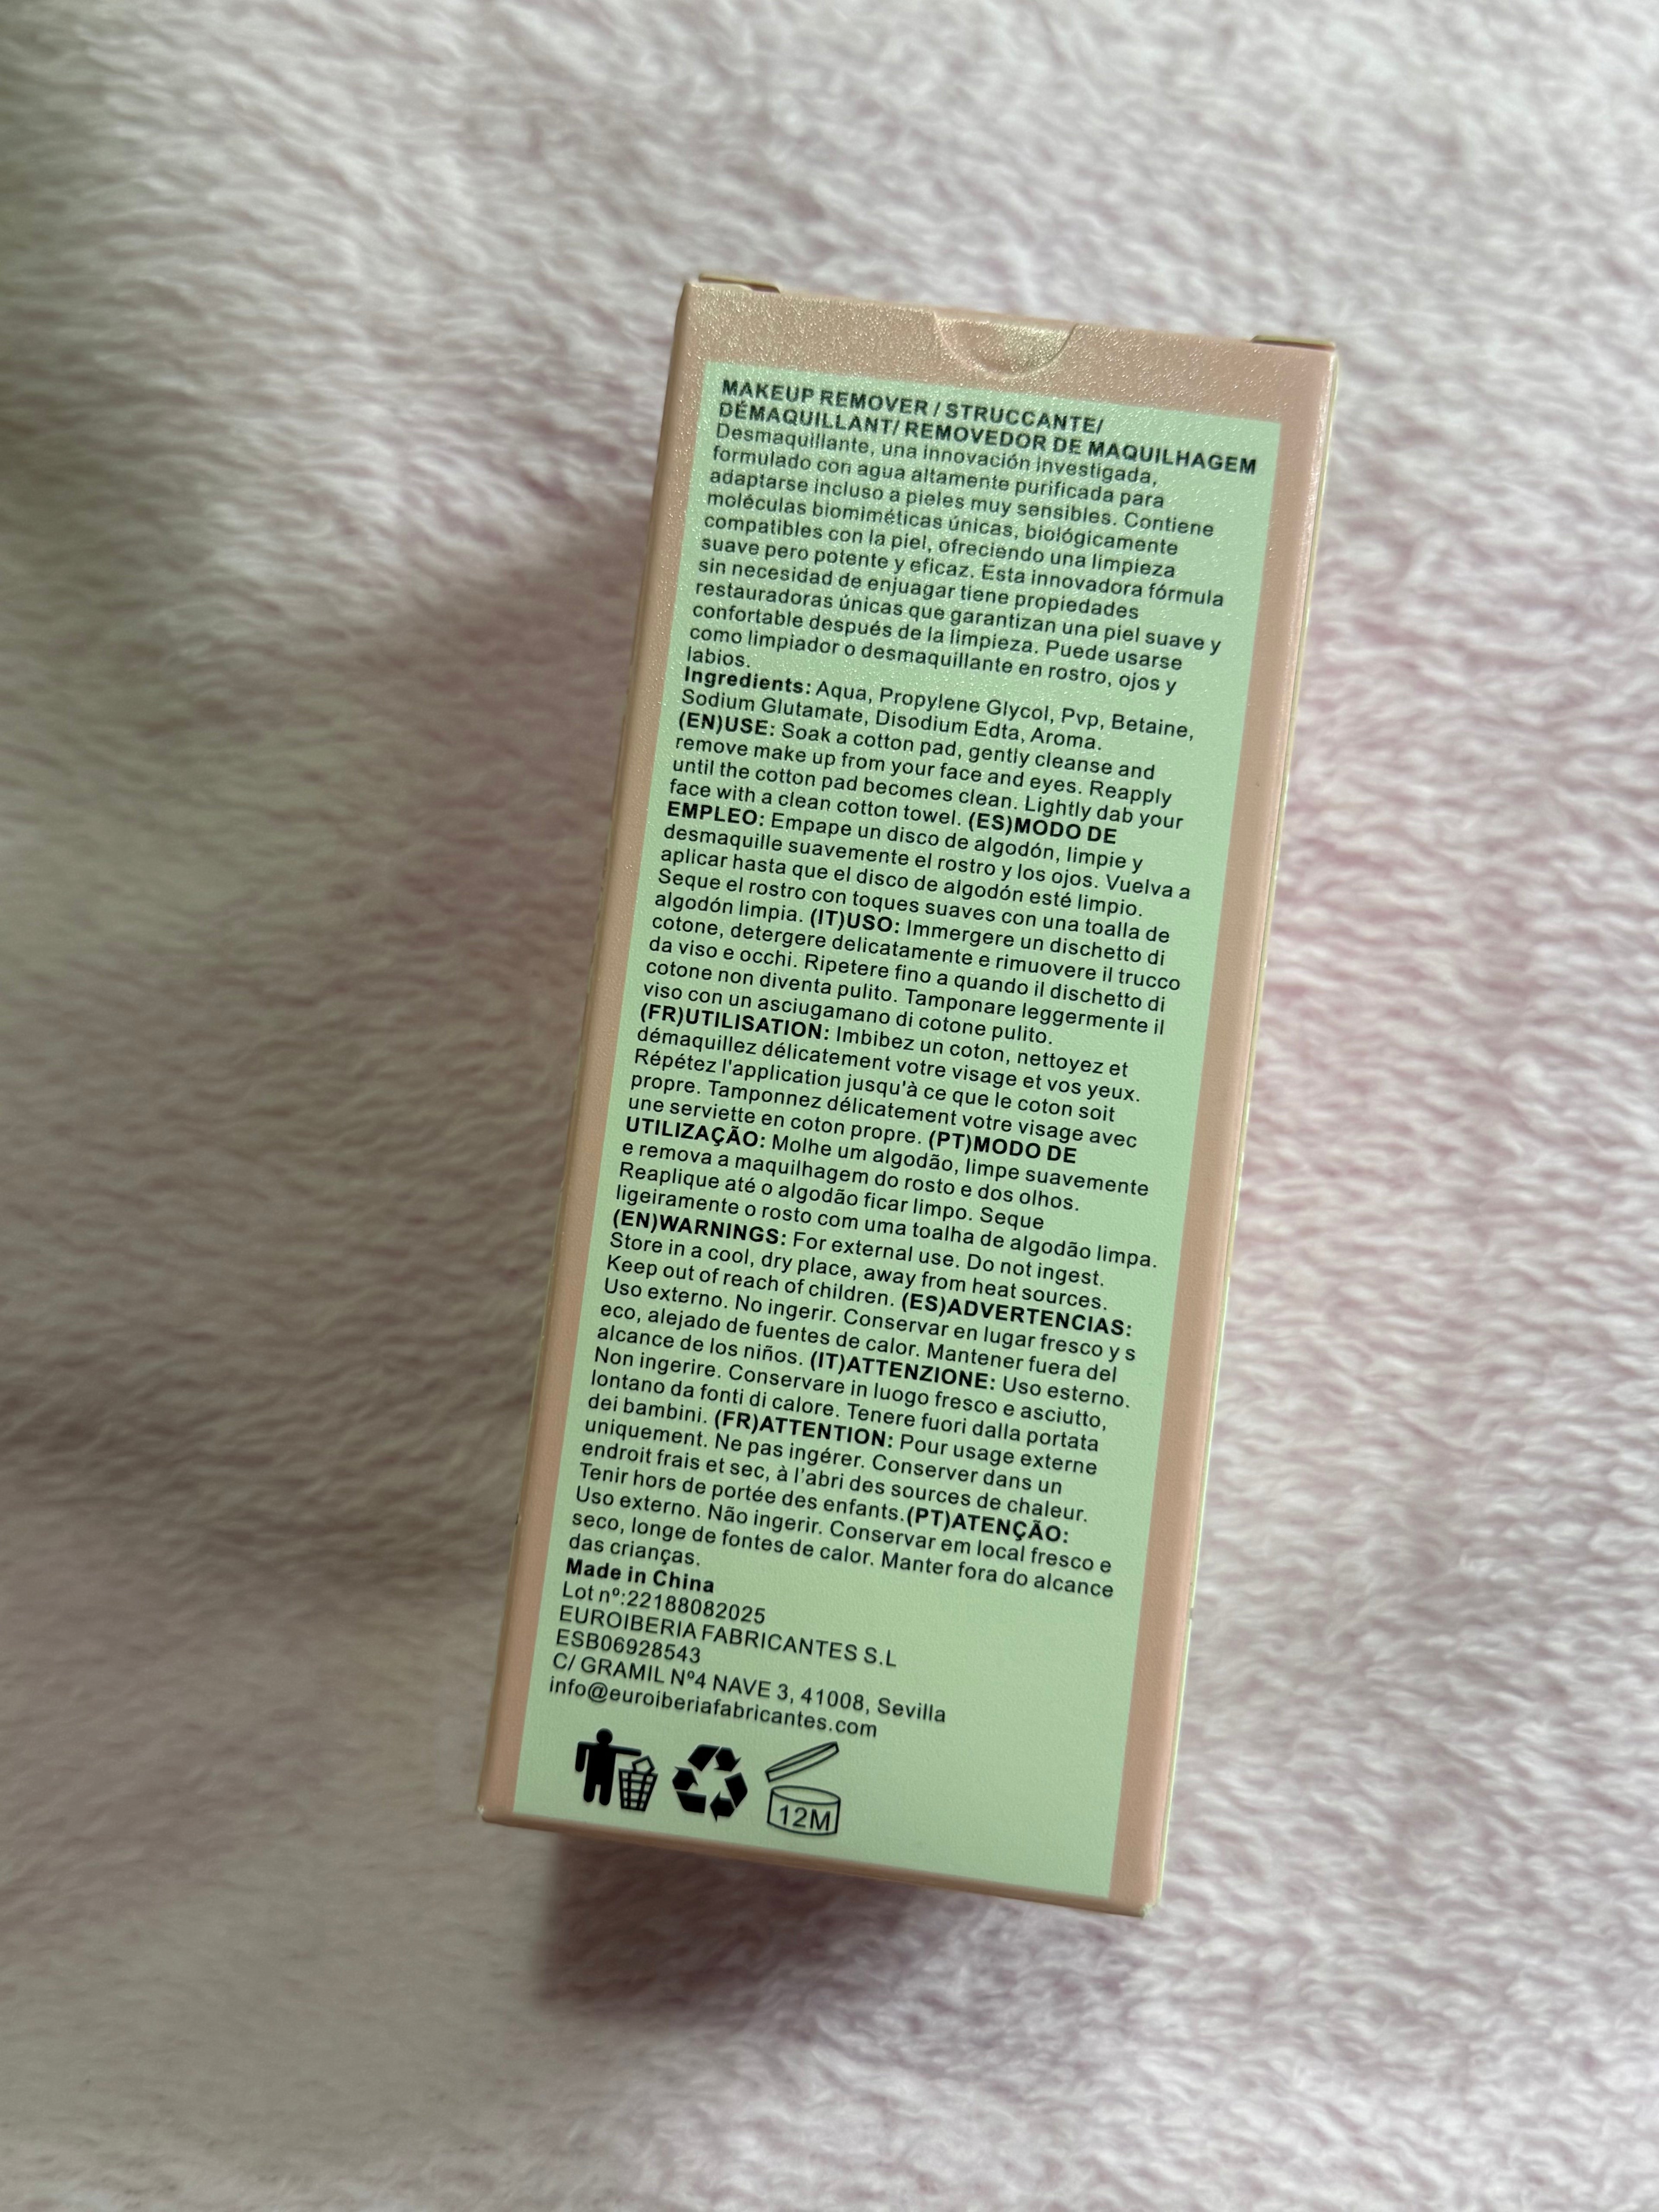 MAKEUP REMOVER / STRUCCANTE/
DÉMAQUILLANT/ REMOVEDOR DE MAQUILHAGEM
Desmaquillante, una innovación investigada,
formulado con agua altamente purificada para
adaptarse incluso a pieles muy sensibles. Contiene
moléculas biomiméticas únicas, biológicamente
compatibles con la piel, ofreciendo una limpieza
suave pero potente y eficaz. Esta innovadora fórmula
sin necesidad de enjuagar tiene propiedades
restauradoras únicas que garantizan una piel suave y
confortable después de la limpieza. Puede usarse
como limpiador o desmaquillante en rostro, ojos y
labios.
Ingredients: Aqua, Propylene Glycol, Pvp, Betaine,
Sodium Glutamate, Disodium Edta, Aroma.
(EN)USE: Soak a cotton pad, gently cleanse and
remove make up from your face and eyes. Reapply
until the cotton pad becomes clean. Lightly dab your
face with a clean cotton towel. (ES)MODO DE
EMPLEO: Empape un disco de algodón, limpie y
desmaquille suavemente el rostro y los ojos. Vuelva a
aplicar hasta que el disco de algodón esté limpio.
Seque el rostro con toques suaves con una toalla de
algodón limpia. (IT)USO: Immergere un dischetto di
cotone, detergere delicatamente e rimuovere il trucco
da viso e occhi. Ripetere fino a quando il dischetto di
cotone non diventa pulito. Tamponare leggermente il
viso con un asciugamano di cotone pulito.
(FR)UTILISATION: Imbibez un coton, nettoyez et
démaquillez délicatement votre visage et vos yeux.
Répétez l'application jusqu'à ce que le coton soit
propre. Tamponnez délicatement votre visage avec
une serviette en coton propre. (PT)MODO DE
UTILIZAÇÃO: Molhe um algodão, limpe suavemente
e remova a maquilhagem do rosto e dos olhos.
Reaplique até o algodão ficar limpo. Seque
ligeiramente o rosto com uma toalha de algodão limpa.
(EN)WARNINGS: For external use. Do not ingest.
Store in a cool, dry place, away from heat sources.
Keep out of reach of children. (ES)ADVERTENCIAS:
Uso externo. No ingerir. Conservar en lugar fresco y s
eco, alejado de fuentes de calor. Mantener fuera del
alcance de los niños. (IT)ATTENZIONE: Uso esterno.
Non ingerire. Conservare in luogo fresco e asciutto,
lontano da fonti di calore. Tenere fuori dalla portata
dei bambini. (FR)ATTENTION: Pour usage externe
uniquement. Ne pas ingérer. Conserver dans un
endroit frais et sec, à l'abri des sources de chaleur.
Tenir hors de portée des enfants.(PT)ATENÇÃO:
Uso externo. Não ingerir. Conservar em local fresco e
seco, longe de fontes de calor. Manter fora do alcance
das crianças.
Made in China
Lot nº:22188082025
EUROIBERIA FABRICANTES S.L
ESB06928543
C/ GRAMIL Nº4 NAVE 3, 41008, Sevilla
info@euroiberiafabricantes.com
12M